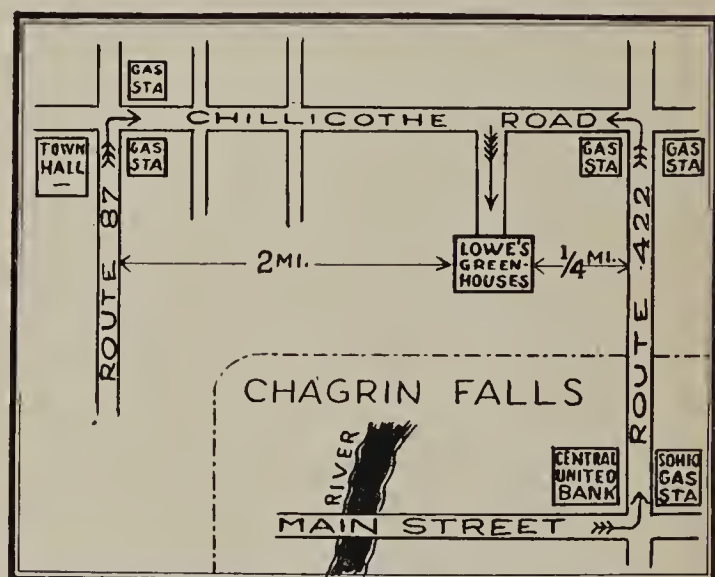 GAS
STA
CHILLICOTHE ROAD
TOWN
HALL
GAS
STA
GAS
STA
GAS
STA
ROUTE 87
ROUTE 422
LOWE'S
GREEN-
HOUSES
2 MI.
1/4 MI.
CHAGRIN FALLS
RIVER
CENTRAL
UNITED
BANK
SOHIO
GAS
STA
MAIN STREET